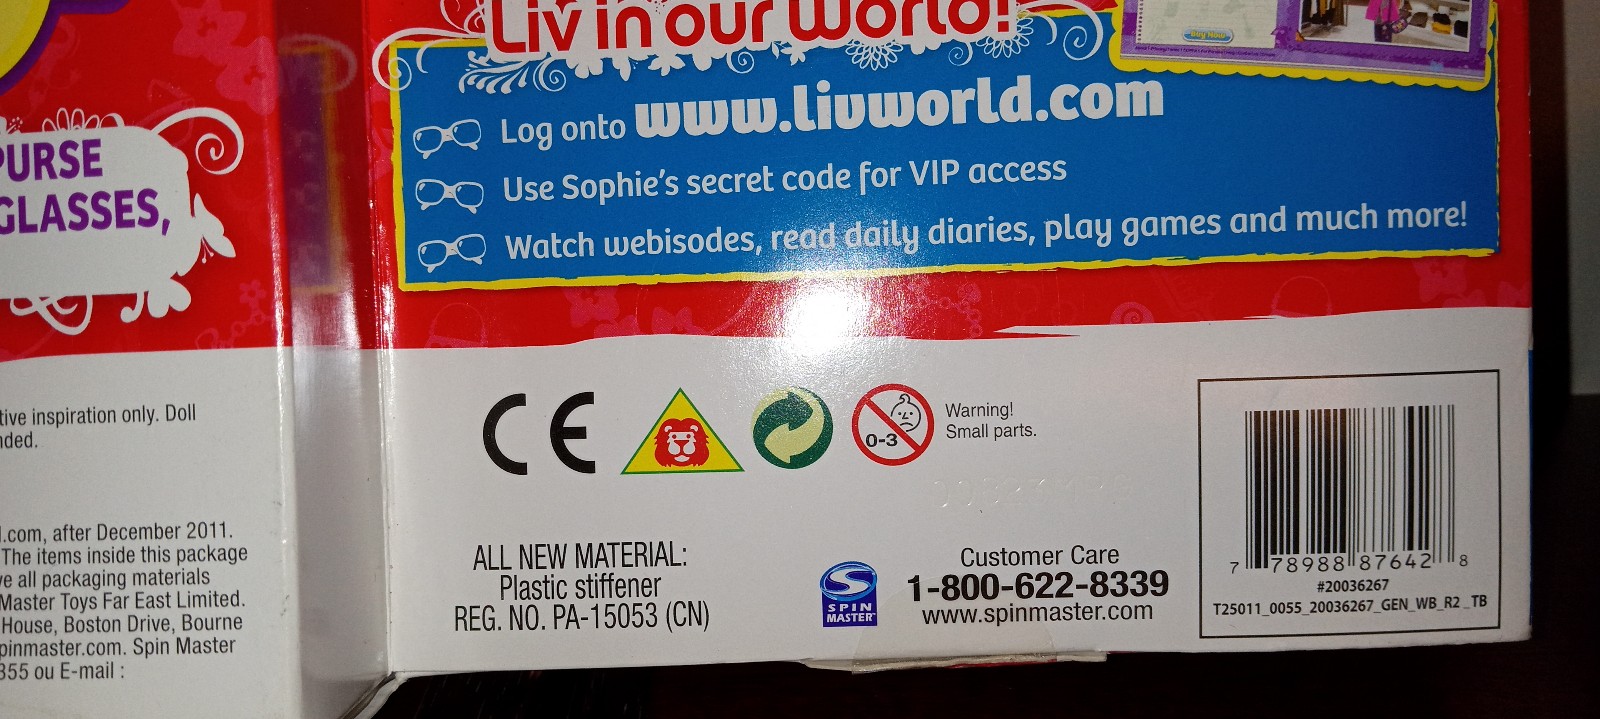 PURSE
GLASSES,
tive inspiration only. Doll
nded.
l.com, after December 2011.
The items inside this package
ve all packaging materials
Master Toys Far East Limited.
House, Boston Drive, Bourne
pinmaster.com. Spin Master
355 ou E-mail :
Liv in our World!
Buy Now
Log onto www.livworld.com
Use Sophie's secret code for VIP access
Watch webisodes, read daily diaries, play games and much more!
CE
0-3
Warning!
Small parts.
ALL NEW MATERIAL:
Plastic stiffener
REG. NO. PA-15053 (CN)
SPIN
MASTER™
Customer Care
1-800-622-8339
www.spinmaster.com
7 78988 87642 8
#20036267
T25011_0055_20036267_GEN_WB_R2_TB